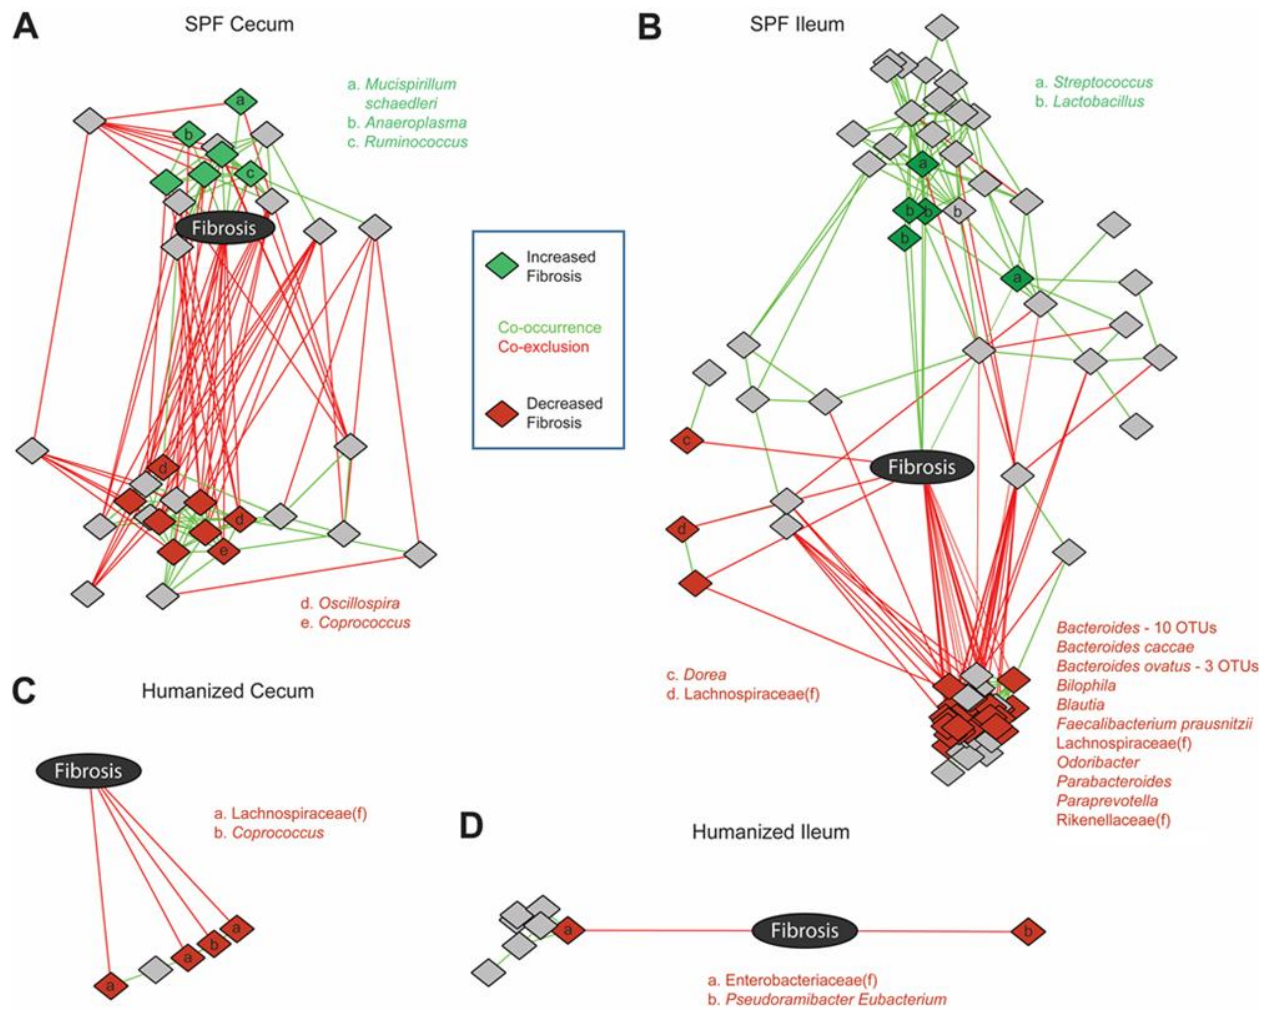 A
SPF Cecum
a. Mucispirillum
schaedleri
b. Anaeroplasma
c. Ruminococcus
a
b
c
Fibrosis
d
d
e
d. Oscillospira
e. Coprococcus
Increased
Fibrosis
Co-occurrence
Co-exclusion
Decreased
Fibrosis
B
SPF Ileum
a. Streptococcus
b. Lactobacillus
a
b
b
b
b
a
c
Fibrosis
d
c. Dorea
d. Lachnospiraceae(f)
Bacteroides - 10 OTUs
Bacteroides caccae
Bacteroides ovatus - 3 OTUs
Bilophila
Blautia
Faecalibacterium prausnitzii
Lachnospiraceae(f)
Odoribacter
Parabacteroides
Paraprevotella
Rikenellaceae(f)
C
Humanized Cecum
Fibrosis
a. Lachnospiraceae(f)
b. Coprococcus
a
b
a
a
D
Humanized Ileum
a
Fibrosis
b
a. Enterobacteriaceae(f)
b. Pseudoramibacter Eubacterium